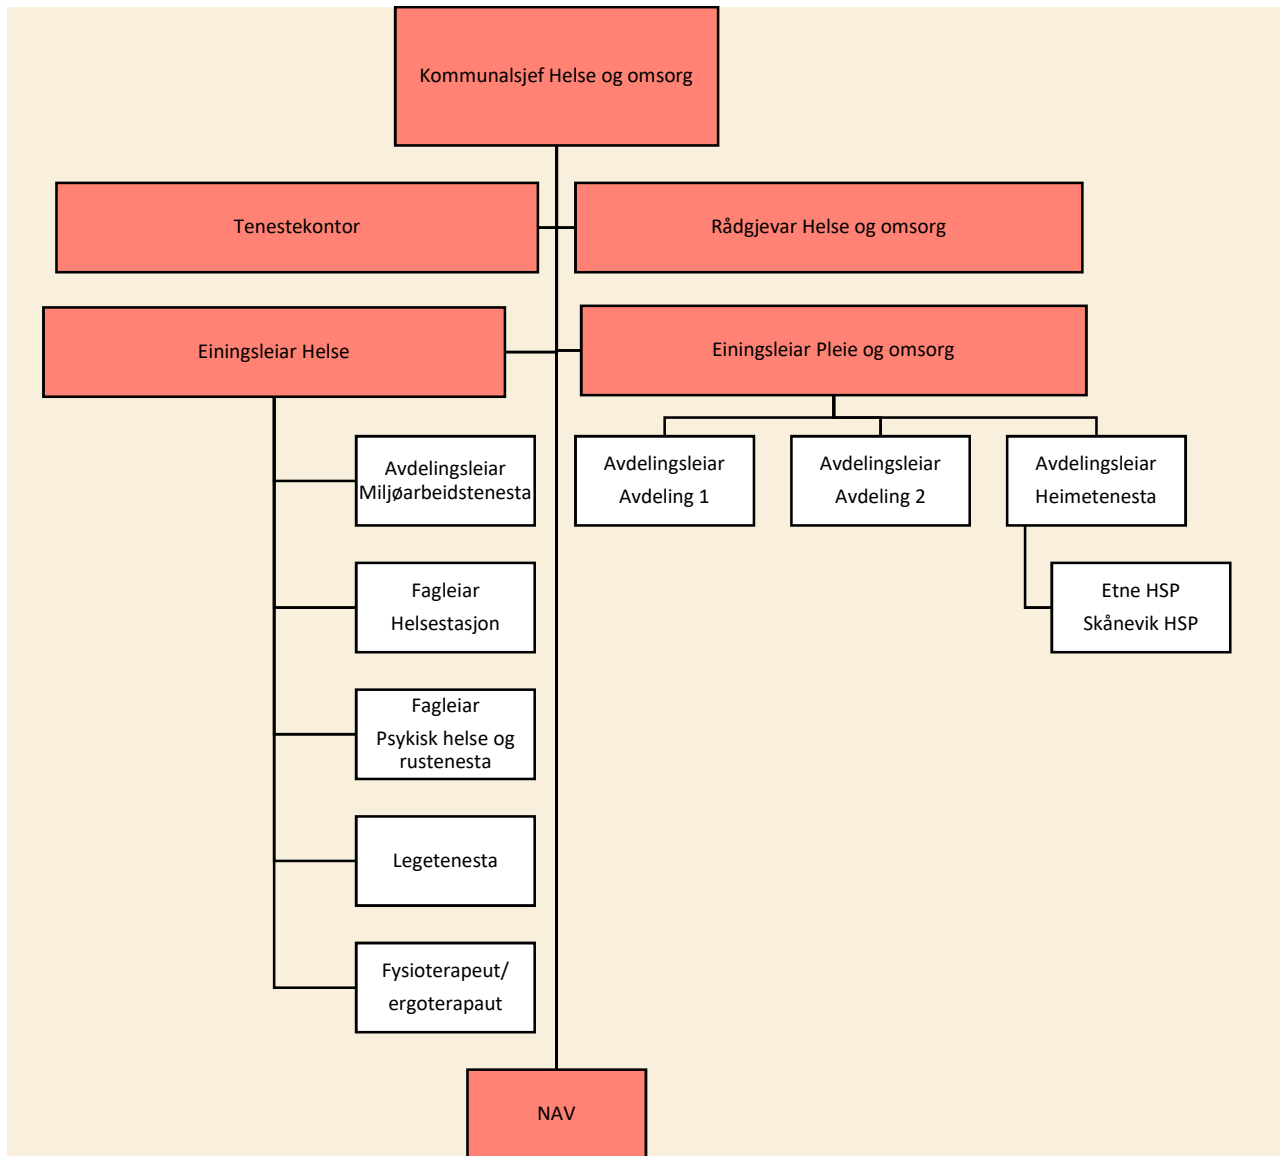 Kommunalsjef Helse og omsorg
Tenestekontor
Rådgjevar Helse og omsorg
Einingsleiar Helse
Einingsleiar Pleie og omsorg
Avdelingsleiar
Miljøarbeidstenesta
Avdelingsleiar
Avdeling 1
Avdelingsleiar
Avdeling 2
Avdelingsleiar
Heimetenesta
Fagleiar
Helsestasjon
Etne HSP
Skånevik HSP
Fagleiar
Psykisk helse og
rustenesta
Legetenesta
Fysioterapeut/
ergoterapaut
NAV